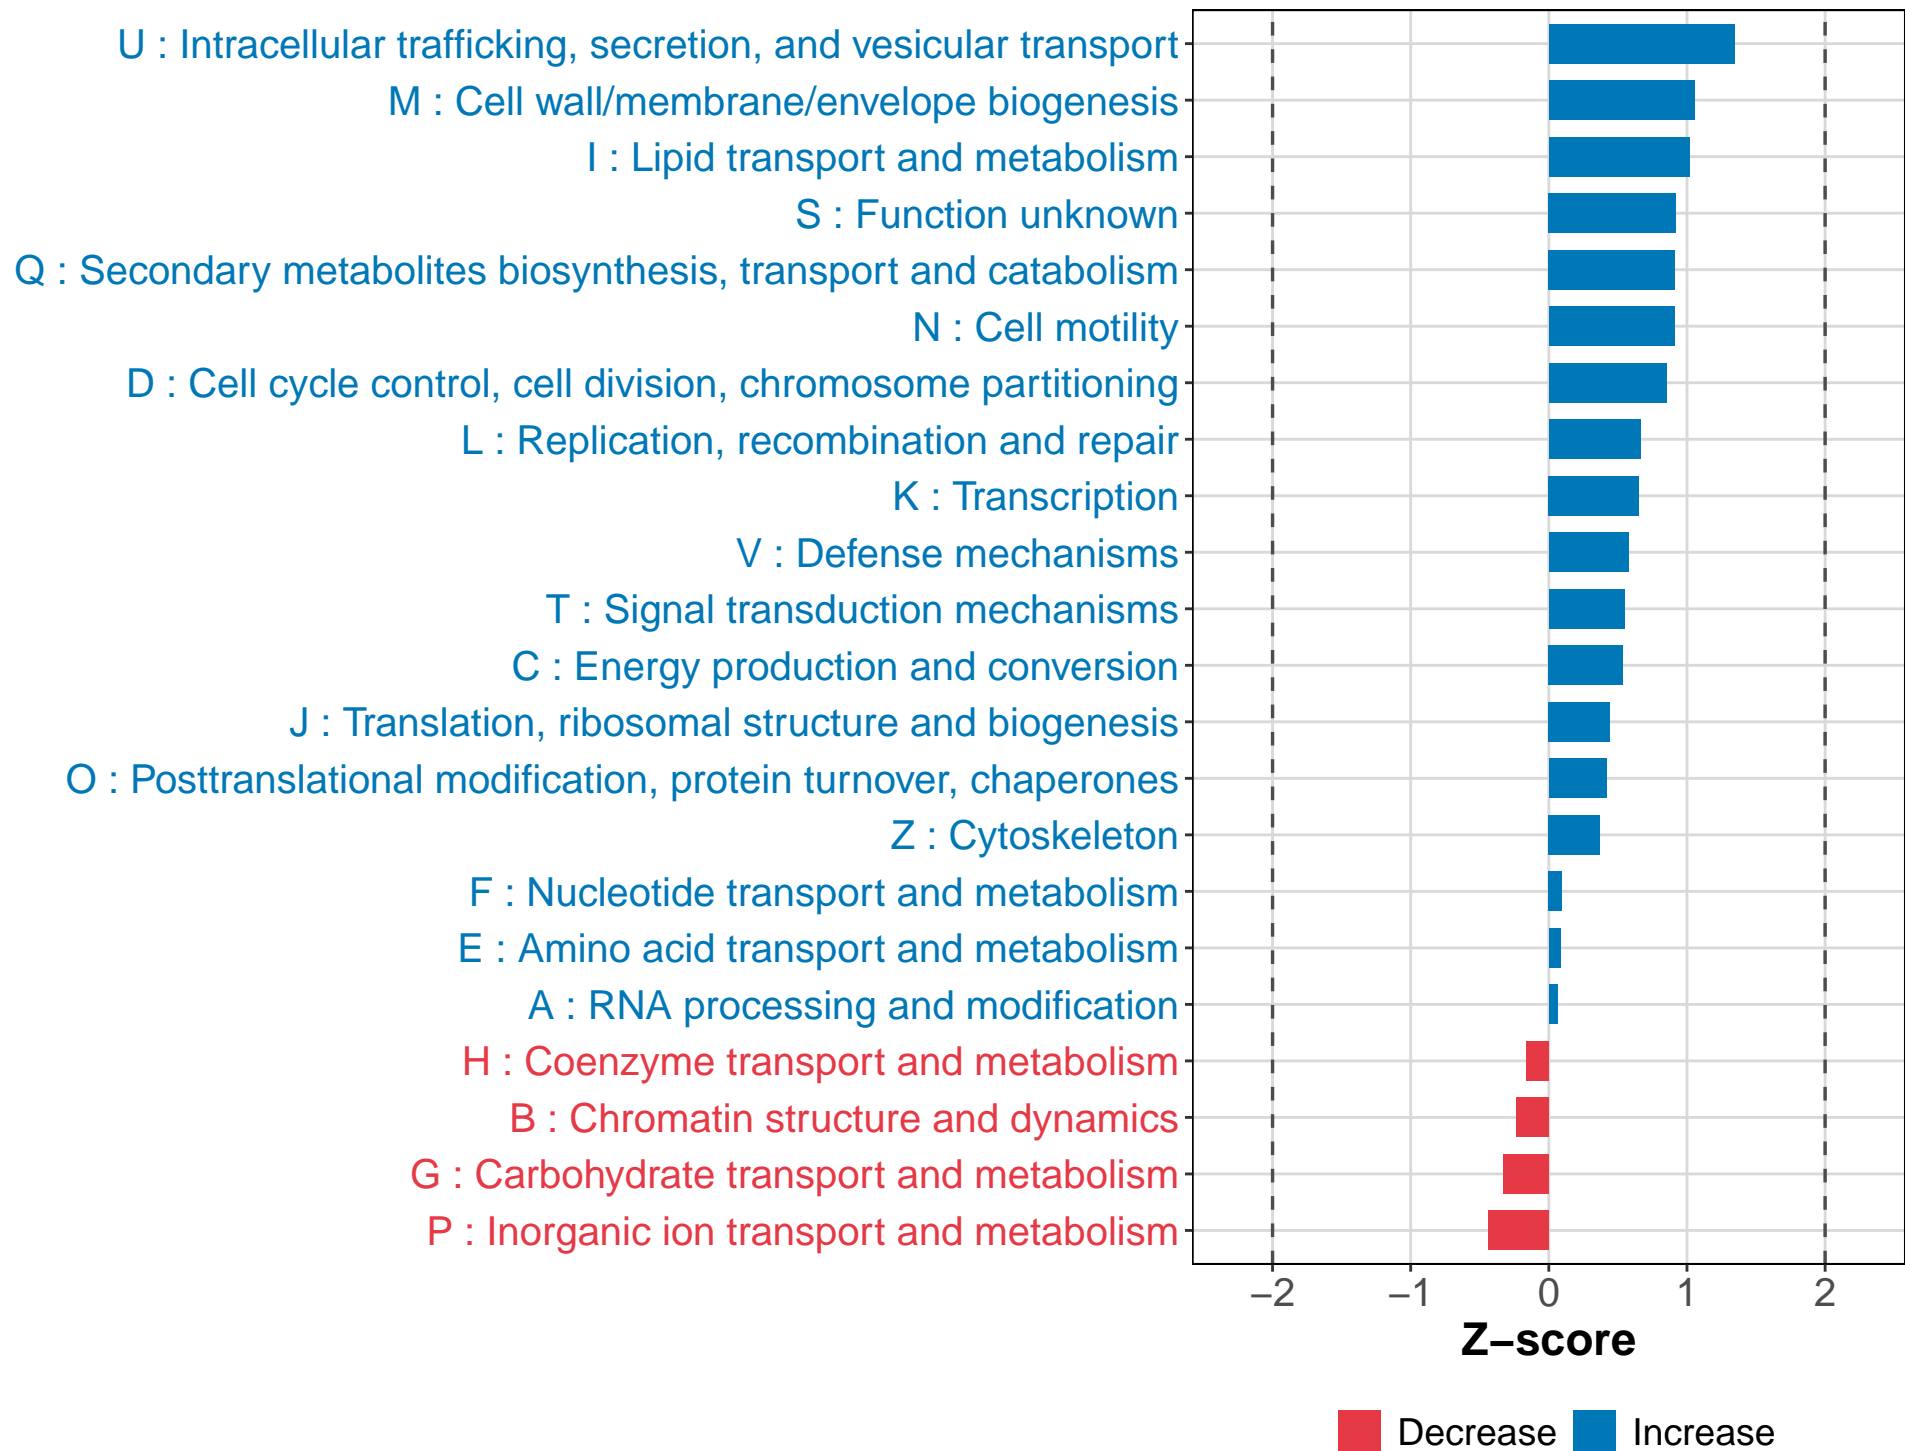 U : Intracellular trafficking, secretion, and vesicular transport
M : Cell wall/membrane/envelope biogenesis
I : Lipid transport and metabolism
S : Function unknown
Q : Secondary metabolites biosynthesis, transport and catabolism
N : Cell motility
D : Cell cycle control, cell division, chromosome partitioning
L : Replication, recombination and repair
K : Transcription
V : Defense mechanisms
T : Signal transduction mechanisms
C : Energy production and conversion
J : Translation, ribosomal structure and biogenesis
O : Posttranslational modification, protein turnover, chaperones
Z : Cytoskeleton
F : Nucleotide transport and metabolism
E : Amino acid transport and metabolism
A : RNA processing and modification
H : Coenzyme transport and metabolism
B : Chromatin structure and dynamics
G : Carbohydrate transport and metabolism
P : Inorganic ion transport and metabolism
−2 −1 0 1 2
Z−score
Decrease Increase